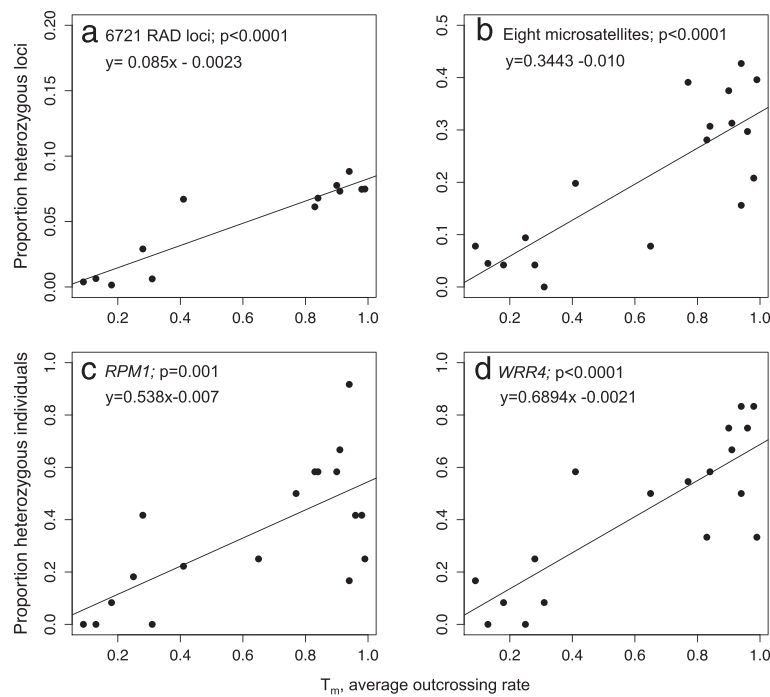 a 6721 RAD loci; p<0.0001
y= 0.085x - 0.0023
Proportion heterozygous loci
0.00 0.05 0.10 0.15 0.20
0.2 0.4 0.6 0.8 1.0
b Eight microsatellites; p<0.0001
y=0.3443 -0.010
0.0 0.1 0.2 0.3 0.4 0.5
0.2 0.4 0.6 0.8 1.0
c RPM1; p=0.001
y=0.538x-0.007
Proportion heterozygous individuals
0.0 0.2 0.4 0.6 0.8 1.0
0.2 0.4 0.6 0.8 1.0
d WRR4; p<0.0001
y=0.6894x -0.0021
0.0 0.2 0.4 0.6 0.8 1.0
0.2 0.4 0.6 0.8 1.0
Tm, average outcrossing rate